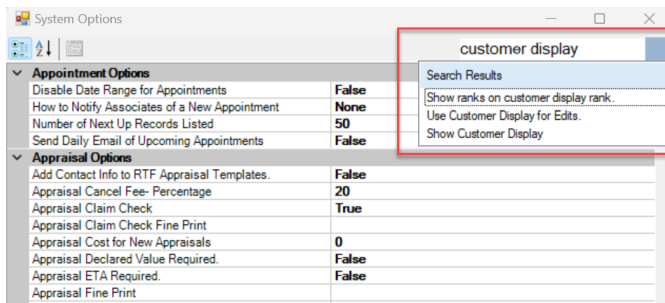 System Options
customer display
Search Results
Show ranks on customer display rank.
Use Customer Display for Edits.
Show Customer Display
Appointment Options
Disable Date Range for Appointments False
How to Notify Associates of a New Appointment None
Number of Next Up Records Listed 50
Send Daily Email of Upcoming Appointments False
Appraisal Options
Add Contact Info to RTF Appraisal Templates. False
Appraisal Cancel Fee- Percentage 20
Appraisal Claim Check True
Appraisal Claim Check Fine Print
Appraisal Cost for New Appraisals 0
Appraisal Declared Value Required. False
Appraisal ETA Required. False
Appraisal Fine Print